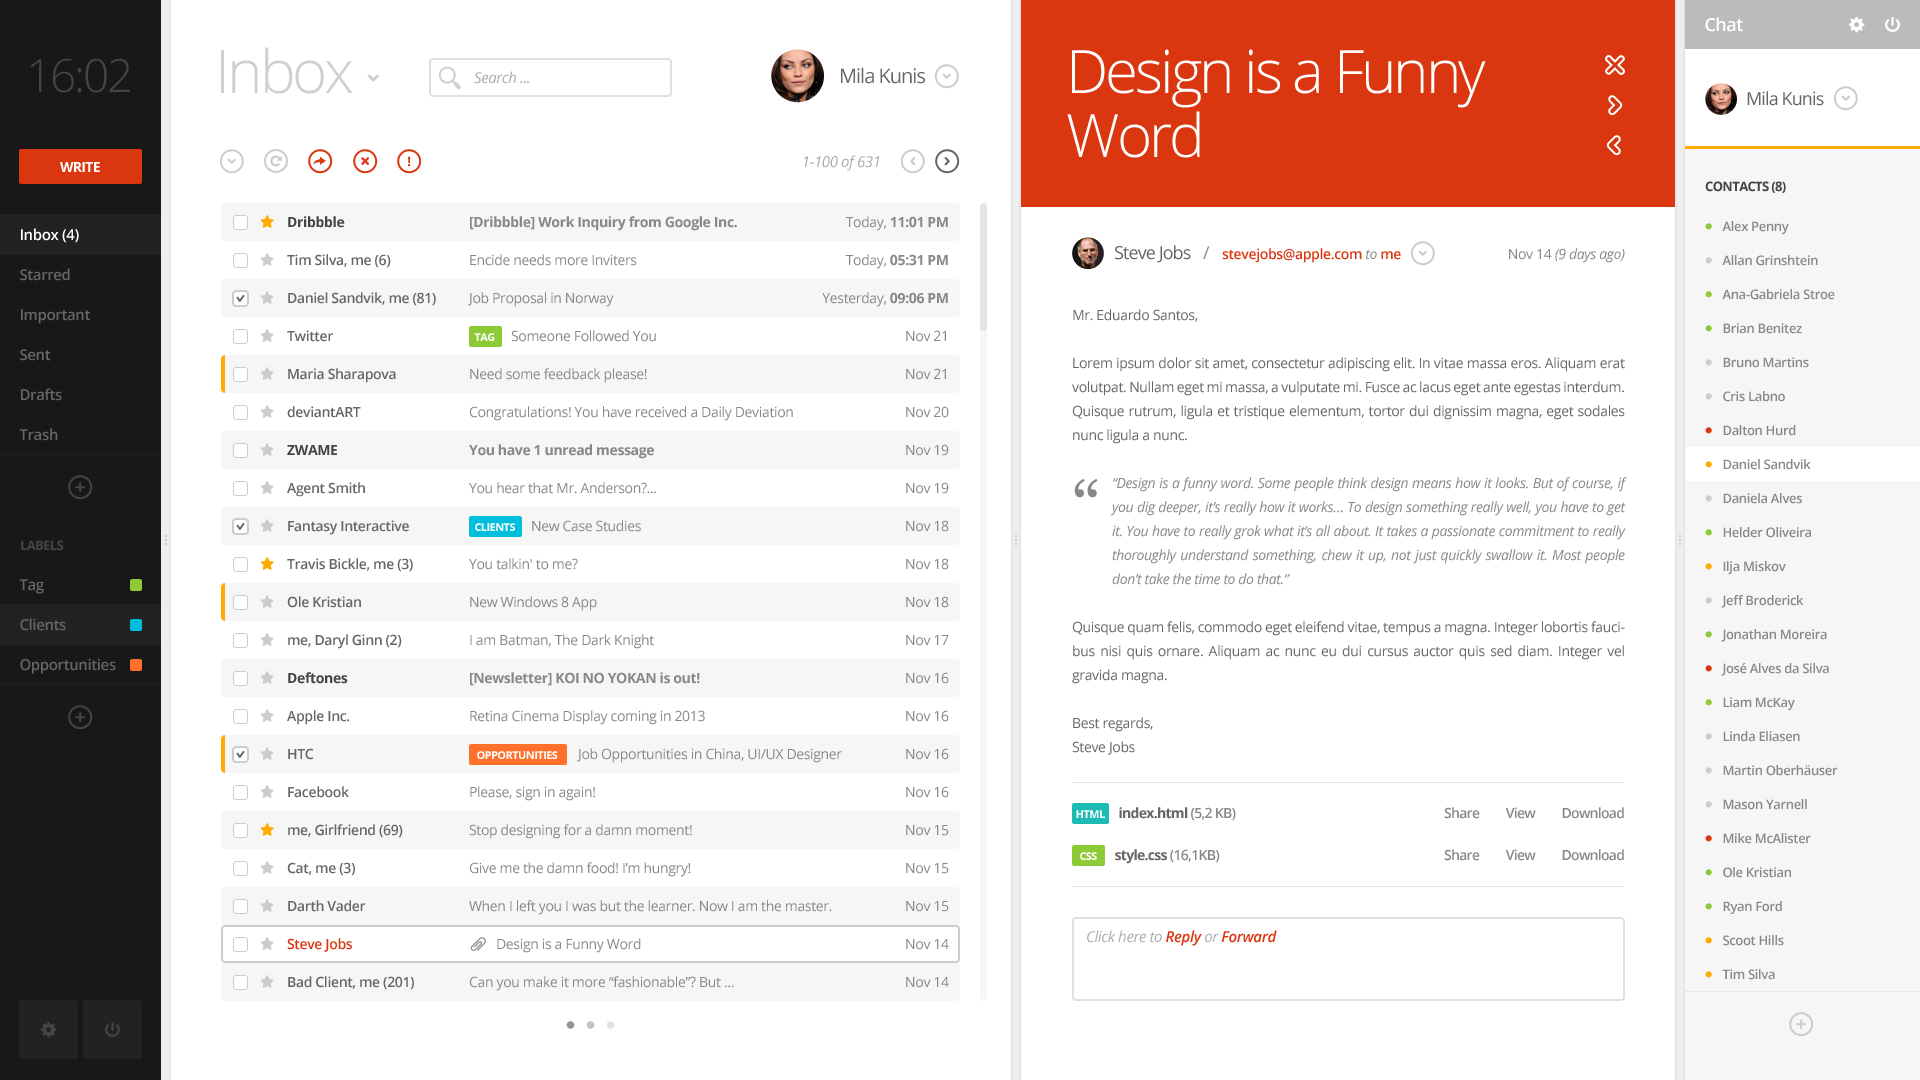 16:02
WRITE
Inbox (4)
Starred
Important
Sent
Drafts
Trash
LABELS
Tag
Clients
Opportunities
Inbox
Search ...
Mila Kunis
1-100 of 631
Dribbble [Dribbble] Work Inquiry from Google Inc. Today, 11:01 PM
Tim Silva, me (6) Encide needs more Inviters Today, 05:31 PM
Daniel Sandvik, me (81) Job Proposal in Norway Yesterday, 09:06 PM
Twitter TAG Someone Followed You Nov 21
Maria Sharapova Need some feedback please! Nov 21
deviantART Congratulations! You have received a Daily Deviation Nov 20
ZWAME You have 1 unread message Nov 19
Agent Smith You hear that Mr. Anderson?... Nov 19
Fantasy Interactive CLIENTS New Case Studies Nov 18
Travis Bickle, me (3) You talkin' to me? Nov 18
Ole Kristian New Windows 8 App Nov 18
me, Daryl Ginn (2) I am Batman, The Dark Knight Nov 17
Deftones [Newsletter] KOI NO YOKAN is out! Nov 16
Apple Inc. Retina Cinema Display coming in 2013 Nov 16
HTC OPPORTUNITIES Job Opportunities in China, UI/UX Designer Nov 16
Facebook Please, sign in again! Nov 16
me, Girlfriend (69) Stop designing for a damn moment! Nov 15
Cat, me (3) Give me the damn food! I'm hungry! Nov 15
Darth Vader When I left you I was but the learner. Now I am the master. Nov 15
Steve Jobs Design is a Funny Word Nov 14
Bad Client, me (201) Can you make it more “fashionable”? But ... Nov 14
Design is a Funny
Word
Steve Jobs / stevejobs@apple.com to me Nov 14 (9 days ago)
Mr. Eduardo Santos,
Lorem ipsum dolor sit amet, consectetur adipiscing elit. In vitae massa eros. Aliquam erat
volutpat. Nullam eget mi massa, a vulputate mi. Fusce ac lacus eget ante egestas interdum.
Quisque rutrum, ligula et tristique elementum, tortor dui dignissim magna, eget sodales
nunc ligula a nunc.
“Design is a funny word. Some people think design means how it looks. But of course, if
you dig deeper, it’s really how it works… To design something really well, you have to get
it. You have to really grok what it’s all about. It takes a passionate commitment to really
thoroughly understand something, chew it up, not just quickly swallow it. Most people
don’t take the time to do that.”
Quisque quam felis, commodo eget eleifend vitae, tempus a magna. Integer lobortis fauci-
bus nisi quis ornare. Aliquam ac nunc eu dui cursus auctor quis sed diam. Integer vel
gravida magna.
Best regards,
Steve Jobs
HTML index.html (5,2 KB) Share View Download
CSS style.css (16,1KB) Share View Download
Click here to Reply or Forward
Chat
Mila Kunis
CONTACTS (8)
Alex Penny
Allan Grinshtein
Ana-Gabriela Stroe
Brian Benitez
Bruno Martins
Cris Labno
Dalton Hurd
Daniel Sandvik
Daniela Alves
Helder Oliveira
Ilja Miskov
Jeff Broderick
Jonathan Moreira
José Alves da Silva
Liam McKay
Linda Eliasen
Martin Oberhäuser
Mason Yarnell
Mike McAlister
Ole Kristian
Ryan Ford
Scoot Hills
Tim Silva